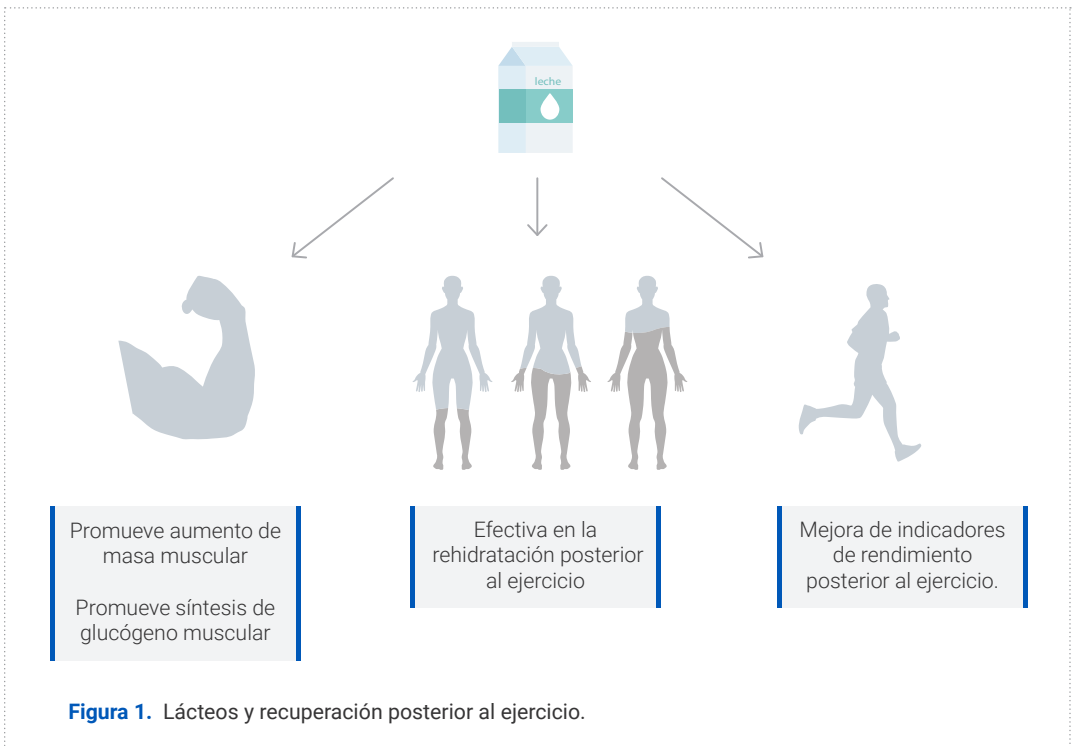 leche
Promueve aumento de
masa muscular
Promueve síntesis de
glucógeno muscular
Efectiva en la
rehidratación posterior
al ejercicio
Mejora de indicadores
de rendimiento
posterior al ejercicio.
Figura 1. Lácteos y recuperación posterior al ejercicio.